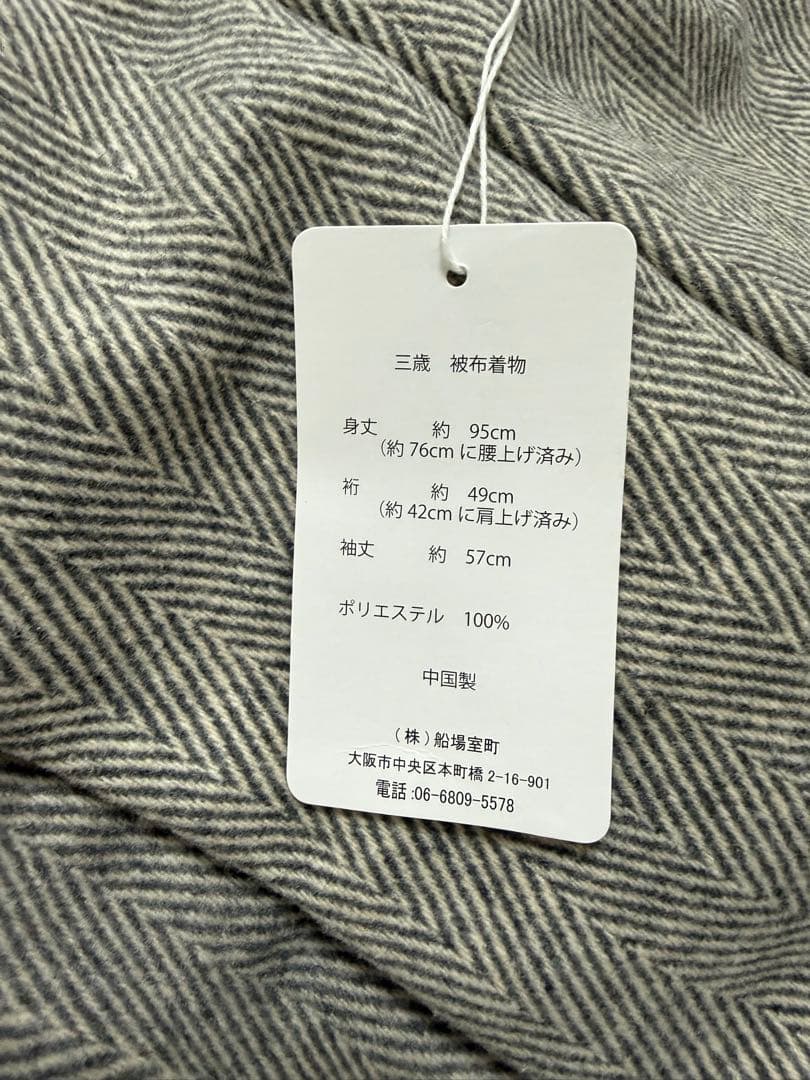 三歳　被布着物
身丈　約　95cm
（約 76cm に腰上げ済み）
裄　約　49cm
（約 42cm に肩上げ済み）
袖丈　約　57cm
ポリエステル　100%
中国製
（株）船場室町
大阪市中央区本町橋 2-16-901
電話:06-6809-5578